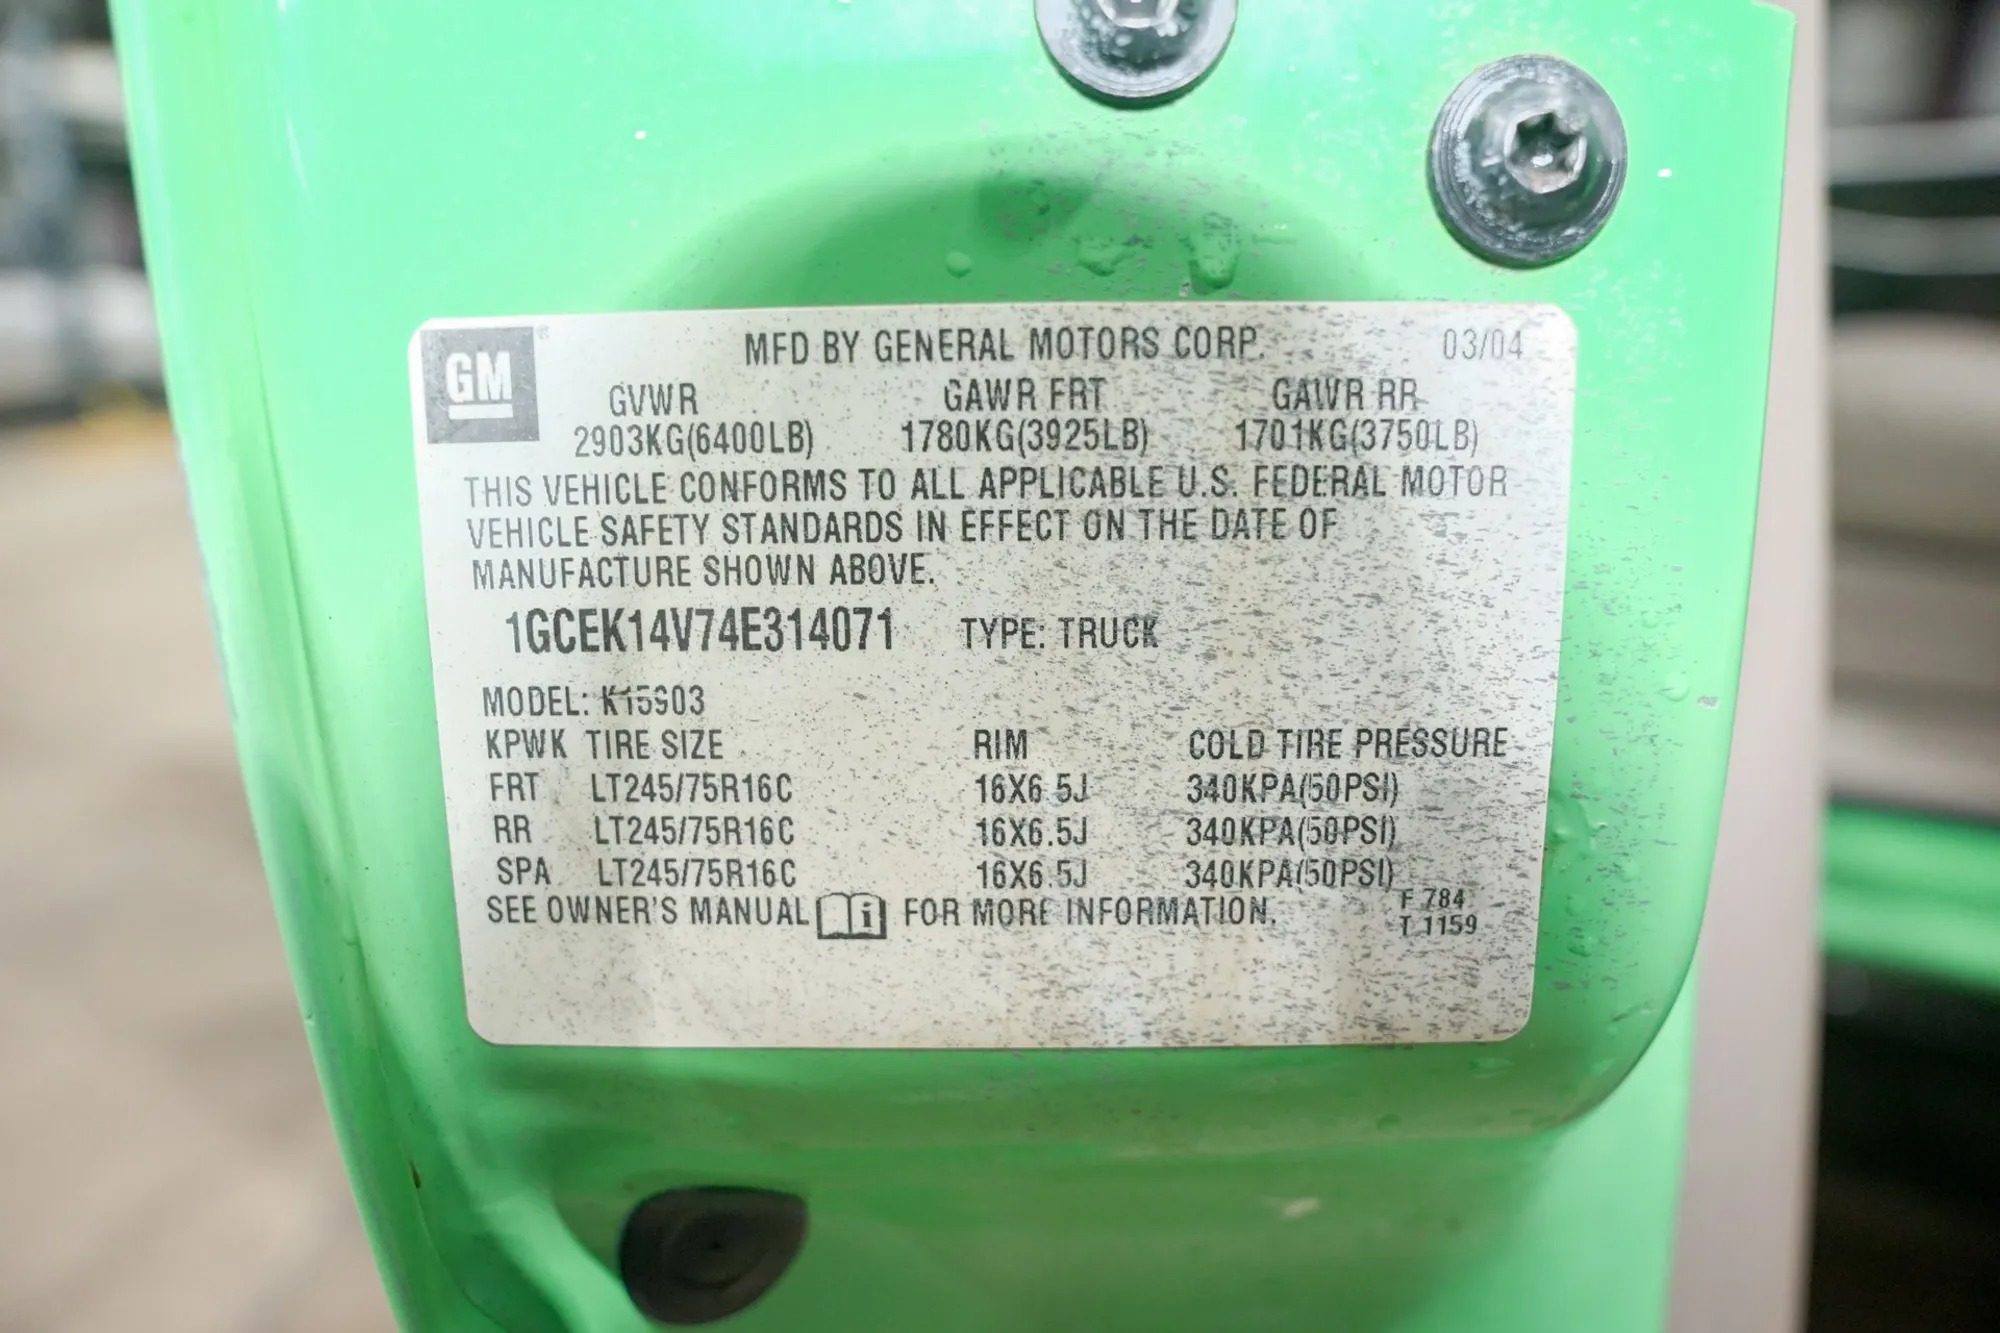 GM
MFD BY GENERAL MOTORS CORP. 03/04
GVWR GAWR FRT GAWR RR
2903KG(6400LB) 1780KG(3925LB) 1701KG(3750LB)
THIS VEHICLE CONFORMS TO ALL APPLICABLE U.S. FEDERAL MOTOR
VEHICLE SAFETY STANDARDS IN EFFECT ON THE DATE OF
MANUFACTURE SHOWN ABOVE.
1GCEK14V74E314071 TYPE: TRUCK
MODEL: K15903
KPWK TIRE SIZE RIM COLD TIRE PRESSURE
FRT LT245/75R16C 16X6.5J 340KPA(50PSI)
RR LT245/75R16C 16X6.5J 340KPA(50PSI)
SPA LT245/75R16C 16X6.5J 340KPA(50PSI)
SEE OWNER'S MANUAL i FOR MORE INFORMATION.
F 784
T 1159